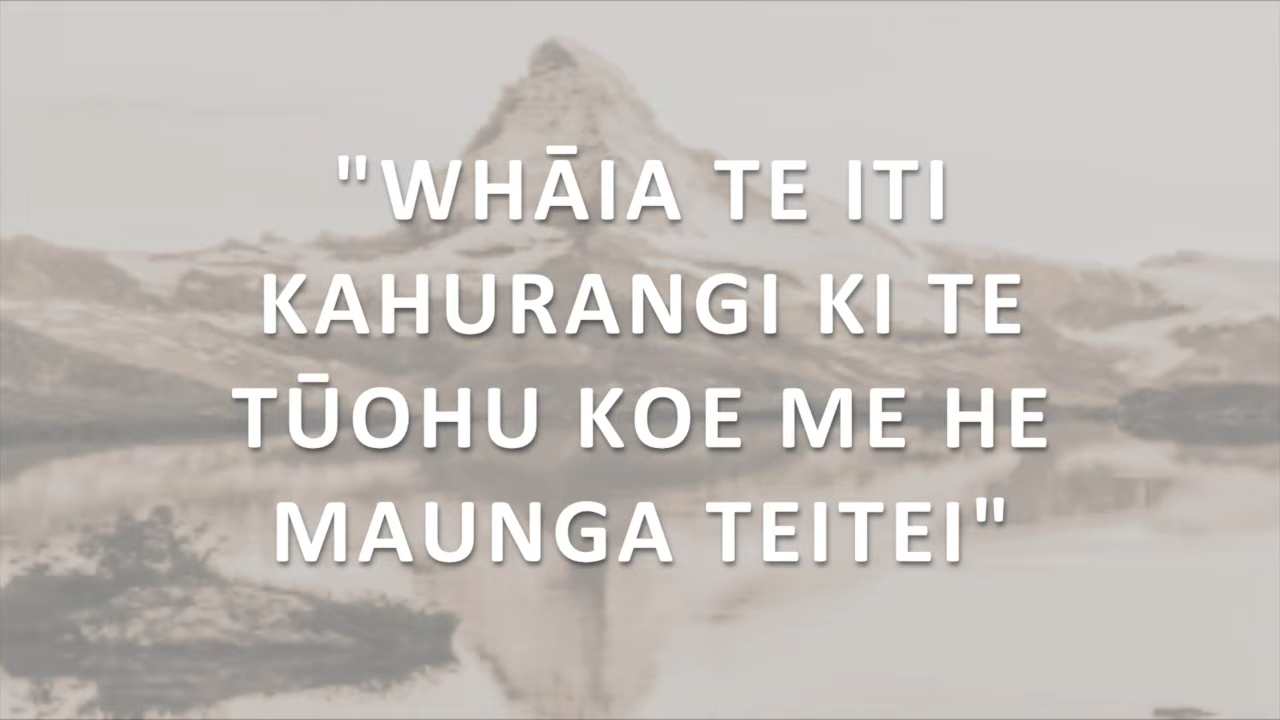 "WHĀIA TE ITI
KAHURANGI KI TE
TŪOHU KOE ME HE
MAUNGA TEITEI"